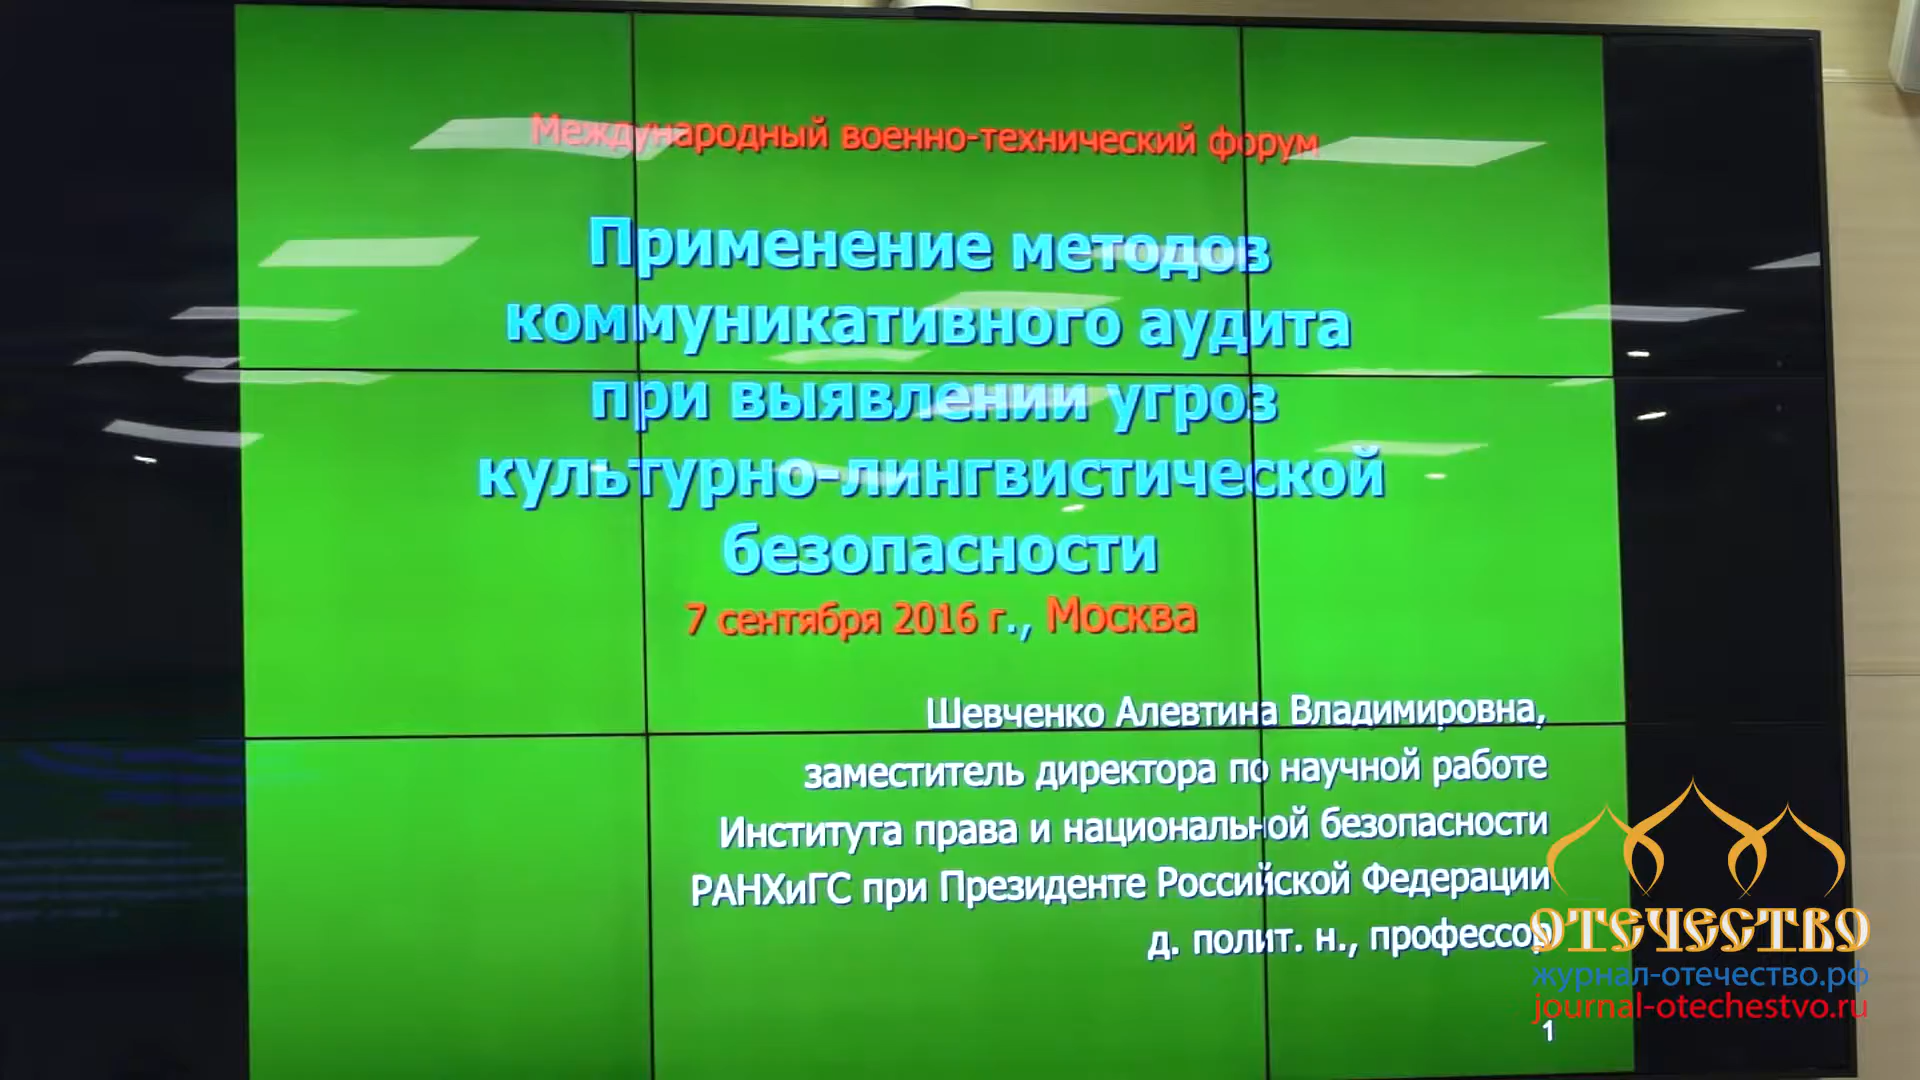 Международный военно-технический форум
Применение методов
коммуникативного аудита
при выявлении угроз
культурно-лингвистической
безопасности
7 сентября 2016 г., Москва
Шевченко Алевтина Владимировна,
заместитель директора по научной работе
Института права и национальной безопасности
РАНХиГС при Президенте Российской Федерации
д. полит. н., профессор
ОТЕЧЕСТВО
журнал-отечество.рф
journal-otechestvo.ru
1